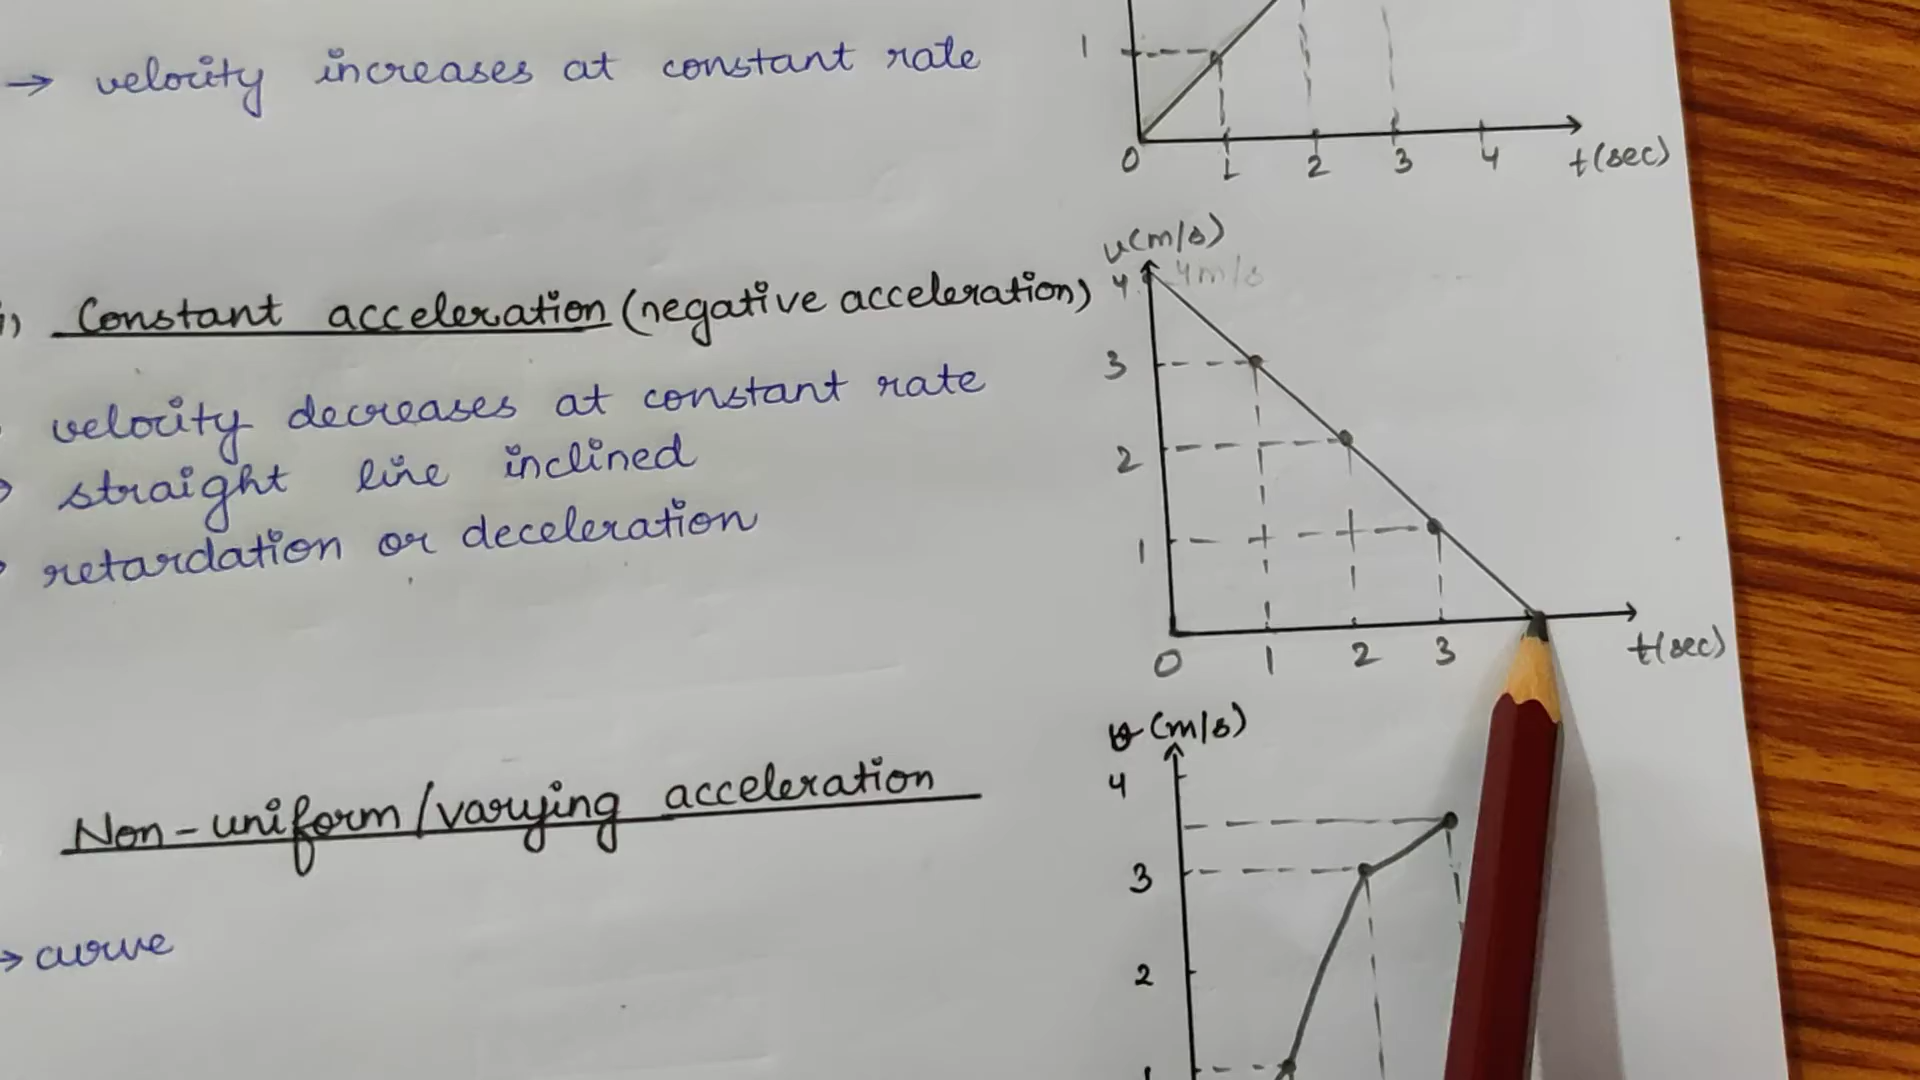 → velocity increases at constant rate
1
0 1 2 3 4 t(sec)
v(m/s)
4 4m/s
i) Constant acceleration (negative acceleration)
3
velocity decreases at constant rate
2
→ straight line inclined
1
→ retardation or deceleration
0 1 2 3 t(sec)
v(m/s)
4
Non-uniform/varying acceleration
3
→ curve
2
1